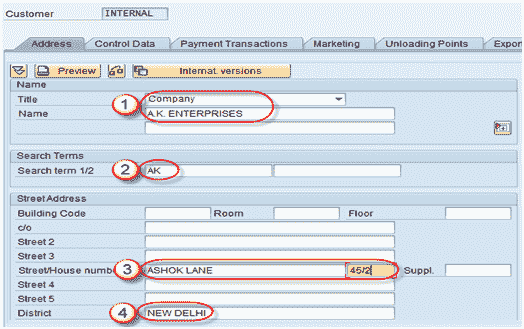 Customer INTERNAL
Address Control Data Payment Transactions Marketing Unloading Points Expor
Preview Internat. versions
Name
Title Company
1
Name A.K. ENTERPRISES
Search Terms
Search term 1/2 2 AK
Street Address
Building Code Room Floor
c/o
Street 2
Street 3
Street/House numb 3 ASHOK LANE 45/2 Suppl.
Street 4
Street 5
District 4 NEW DELHI